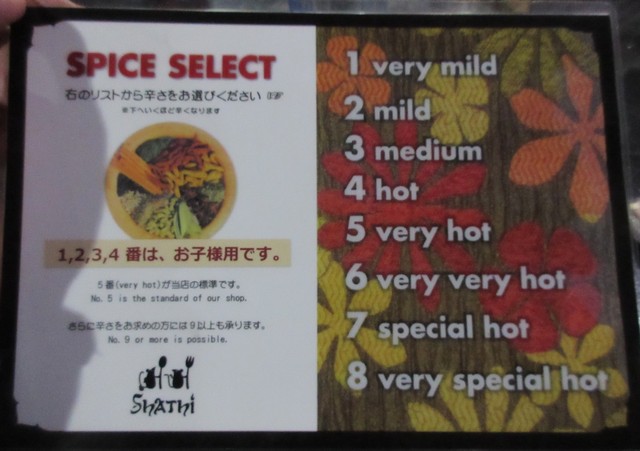 SPICE SELECT
右のリストから辛さをお選びください ☞
※下へいくほど辛くなります
1,2,3,4 番は、お子様用です。
5番(very hot)が当店の標準です。
No. 5 is the standard of our shop.
さらに辛さをお求めの方には9以上も承ります。
No. 9 or more is possible.
SHATHI
1 very mild
2 mild
3 medium
4 hot
5 very hot
6 very very hot
7 special hot
8 very special hot